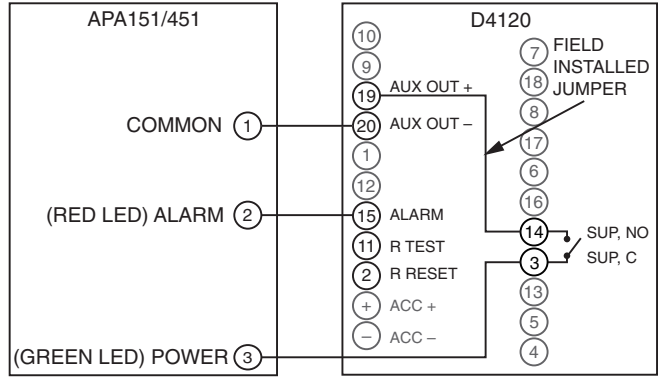 APA151/451
COMMON 1
(RED LED) ALARM 2
(GREEN LED) POWER 3
D4120
10
9
19 AUX OUT +
20 AUX OUT –
1
12
15 ALARM
11 R TEST
2 R RESET
+ ACC +
– ACC –
7
18
8
17
6
16
14 SUP, NO
3 SUP, C
13
5
4
FIELD
INSTALLED
JUMPER